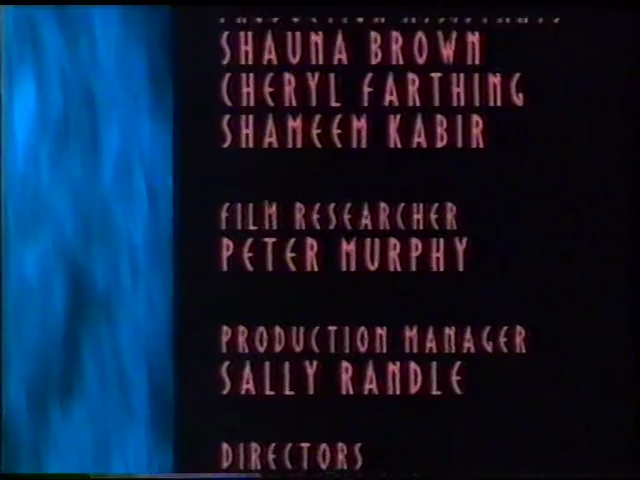 SHAUNA BROWN
CHERYL FARTHING
SHAMEEM KABIR
FILM RESEARCHER
PETER MURPHY
PRODUCTION MANAGER
SALLY RANDLE
DIRECTORS